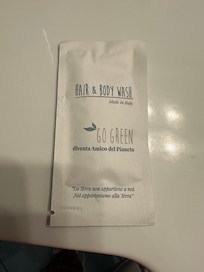 HAIR & BODY WASH
Made in Italy
GO GREEN
diventa Amico del Pianeta
"La Terra non appartiene a noi.
Noi apparteniamo alla Terra"